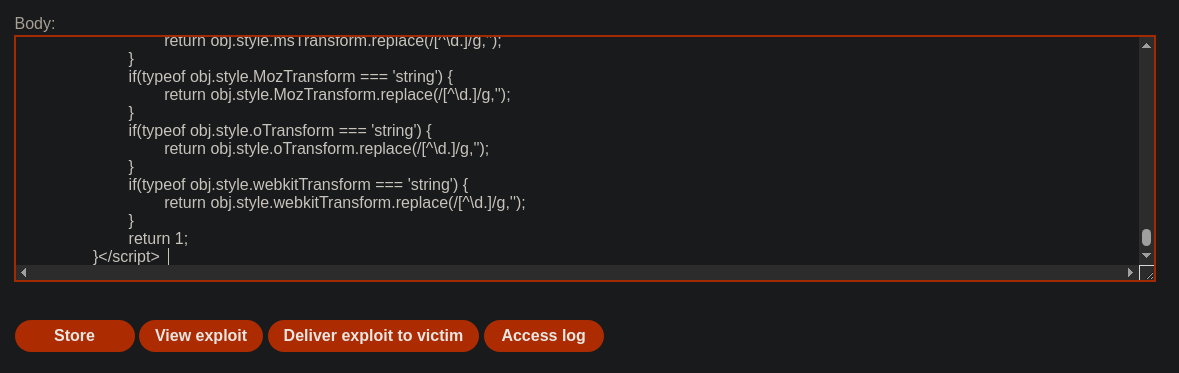 Body:
return obj.style.msTransform.replace(/[^\d.]/g,'');
}
if(typeof obj.style.MozTransform === 'string') {
return obj.style.MozTransform.replace(/[^\d.]/g,'');
}
if(typeof obj.style.oTransform === 'string') {
return obj.style.oTransform.replace(/[^\d.]/g,'');
}
if(typeof obj.style.webkitTransform === 'string') {
return obj.style.webkitTransform.replace(/[^\d.]/g,'');
}
return 1;
}</script>
Store View exploit Deliver exploit to victim Access log